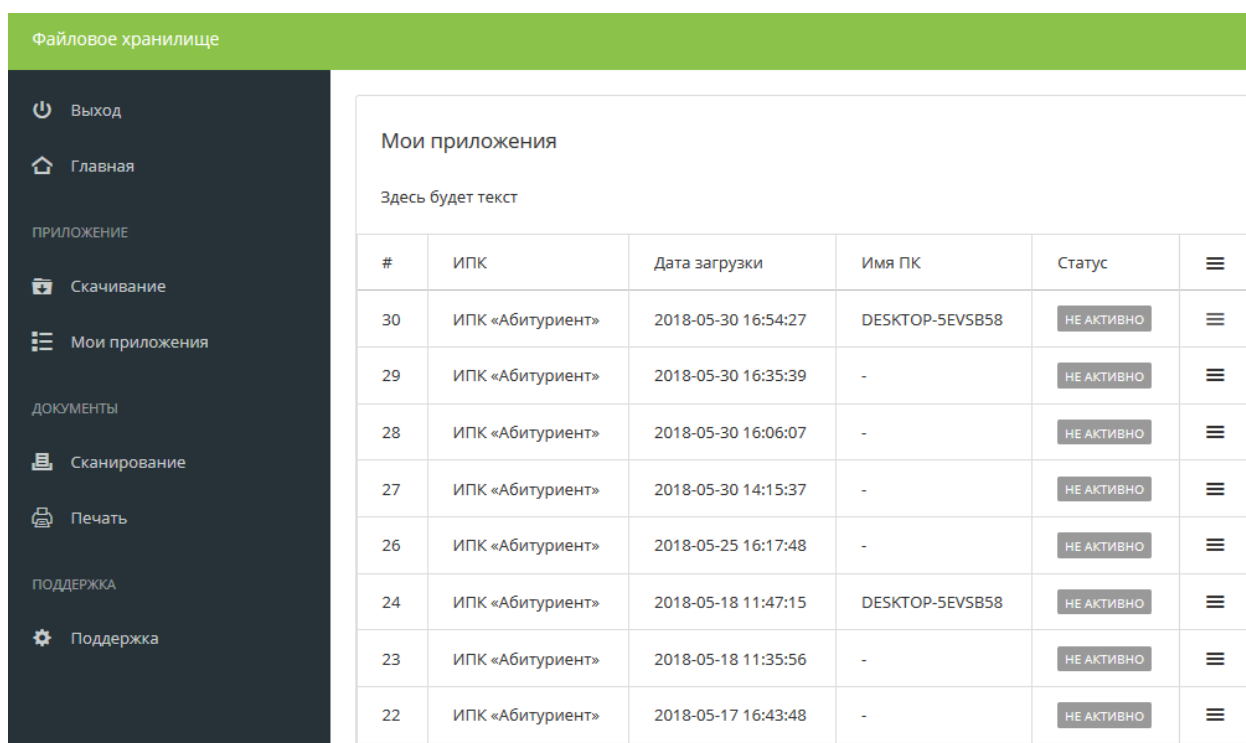 Файловое хранилище
Выход
Главная
ПРИЛОЖЕНИЕ
Скачивание
Мои приложения
ДОКУМЕНТЫ
Сканирование
Печать
ПОДДЕРЖКА
Поддержка
Мои приложения
Здесь будет текст
# ИПК Дата загрузки Имя ПК Статус
30 ИПК «Абитуриент» 2018-05-30 16:54:27 DESKTOP-5EVSB58 НЕ АКТИВНО
29 ИПК «Абитуриент» 2018-05-30 16:35:39 - НЕ АКТИВНО
28 ИПК «Абитуриент» 2018-05-30 16:06:07 - НЕ АКТИВНО
27 ИПК «Абитуриент» 2018-05-30 14:15:37 - НЕ АКТИВНО
26 ИПК «Абитуриент» 2018-05-25 16:17:48 - НЕ АКТИВНО
24 ИПК «Абитуриент» 2018-05-18 11:47:15 DESKTOP-5EVSB58 НЕ АКТИВНО
23 ИПК «Абитуриент» 2018-05-18 11:35:56 - НЕ АКТИВНО
22 ИПК «Абитуриент» 2018-05-17 16:43:48 - НЕ АКТИВНО